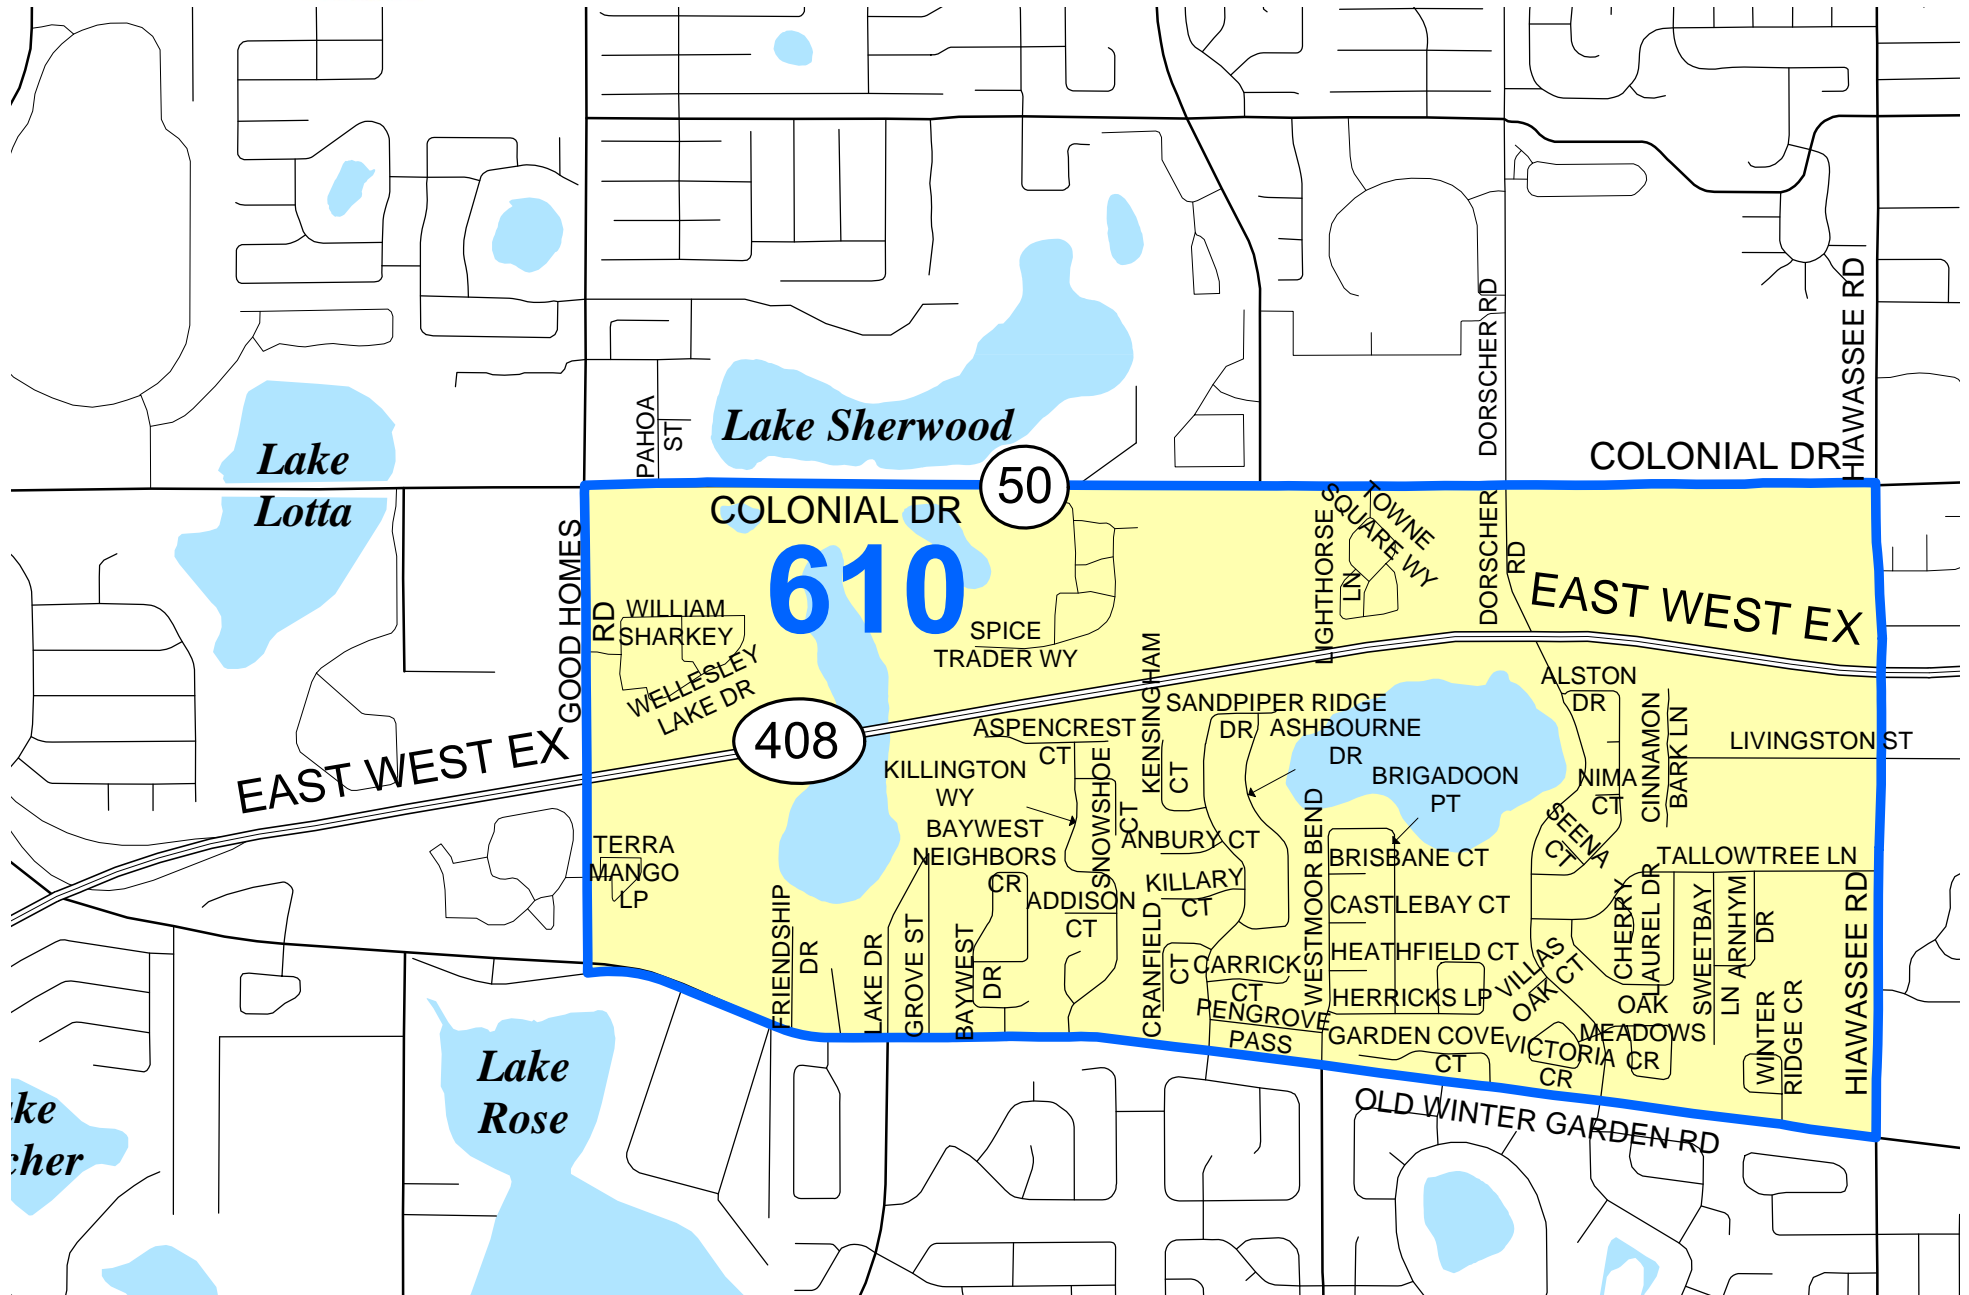 HIAWASSEE RD
DORSCHER RD
PAHOA
ST
Lake Sherwood
Lake
Lotta
COLONIAL DR
50
COLONIAL DR
610
GOOD HOMES
RD
LIGHTHORSE
LN
TOWNE
SQUARE WY
DORSCHER
RD
EAST WEST EX
WILLIAM
SHARKEY
WELLESLEY
LAKE DR
SPICE
TRADER WY
KENSINGHAM
CT
ALSTON
DR
SANDPIPER RIDGE
DR
ASHBOURNE
DR
ASPENCREST
CT
408
EAST WEST EX
CINNAMON
BARK LN
LIVINGSTON ST
KILLINGTON
WY
SNOWSHOE
CT
BRIGADOON
PT
NIMA
CT
SEENA
CT
WESTMOOR BEND
BAYWEST
NEIGHBORS
CR
ANBURY CT
TERRA
MANGO
LP
BRISBANE CT
TALLOWTREE LN
KILLARY
CT
ADDISON
CT
CASTLEBAY CT
CHERRY
LAUREL DR
SWEETBAY
LN
ARNHYM
DR
HIAWASSEE RD
FRIENDSHIP
DR
LAKE DR
GROVE ST
BAYWEST
DR
CRANFIELD
CT
CARRICK
CT
HEATHFIELD CT
VILLAS
OAK CT
HERRICKS LP
PENGROVE
PASS
GARDEN COVE
CT
VICTORIA
CR
OAK
MEADOWS
CR
WINTER
RIDGE CR
OLD WINTER GARDEN RD
Lake
Rose
ke
cher